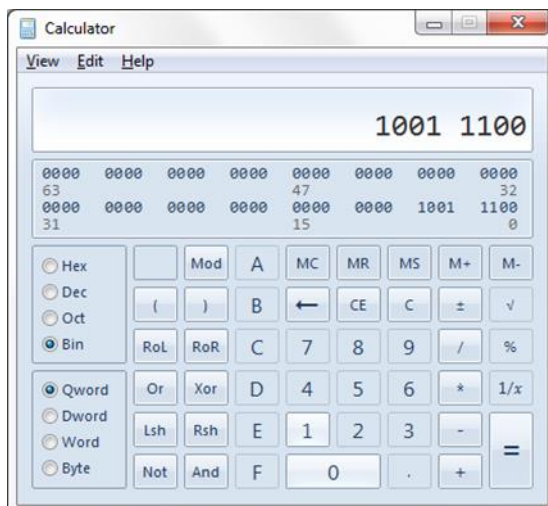 Calculator
View Edit Help
1001 1100
0000 0000 0000 0000 0000 0000 0000 0000
63 47 32
0000 0000 0000 0000 0000 0000 1001 1100
31 15 0
Hex Mod A MC MR MS M+ M-
Dec ( ) B ← CE C ± √
Oct
Bin RoL RoR C 7 8 9 / %
Qword Or Xor D 4 5 6 * 1/x
Dword
Word Lsh Rsh E 1 2 3 - =
Byte Not And F 0 . +